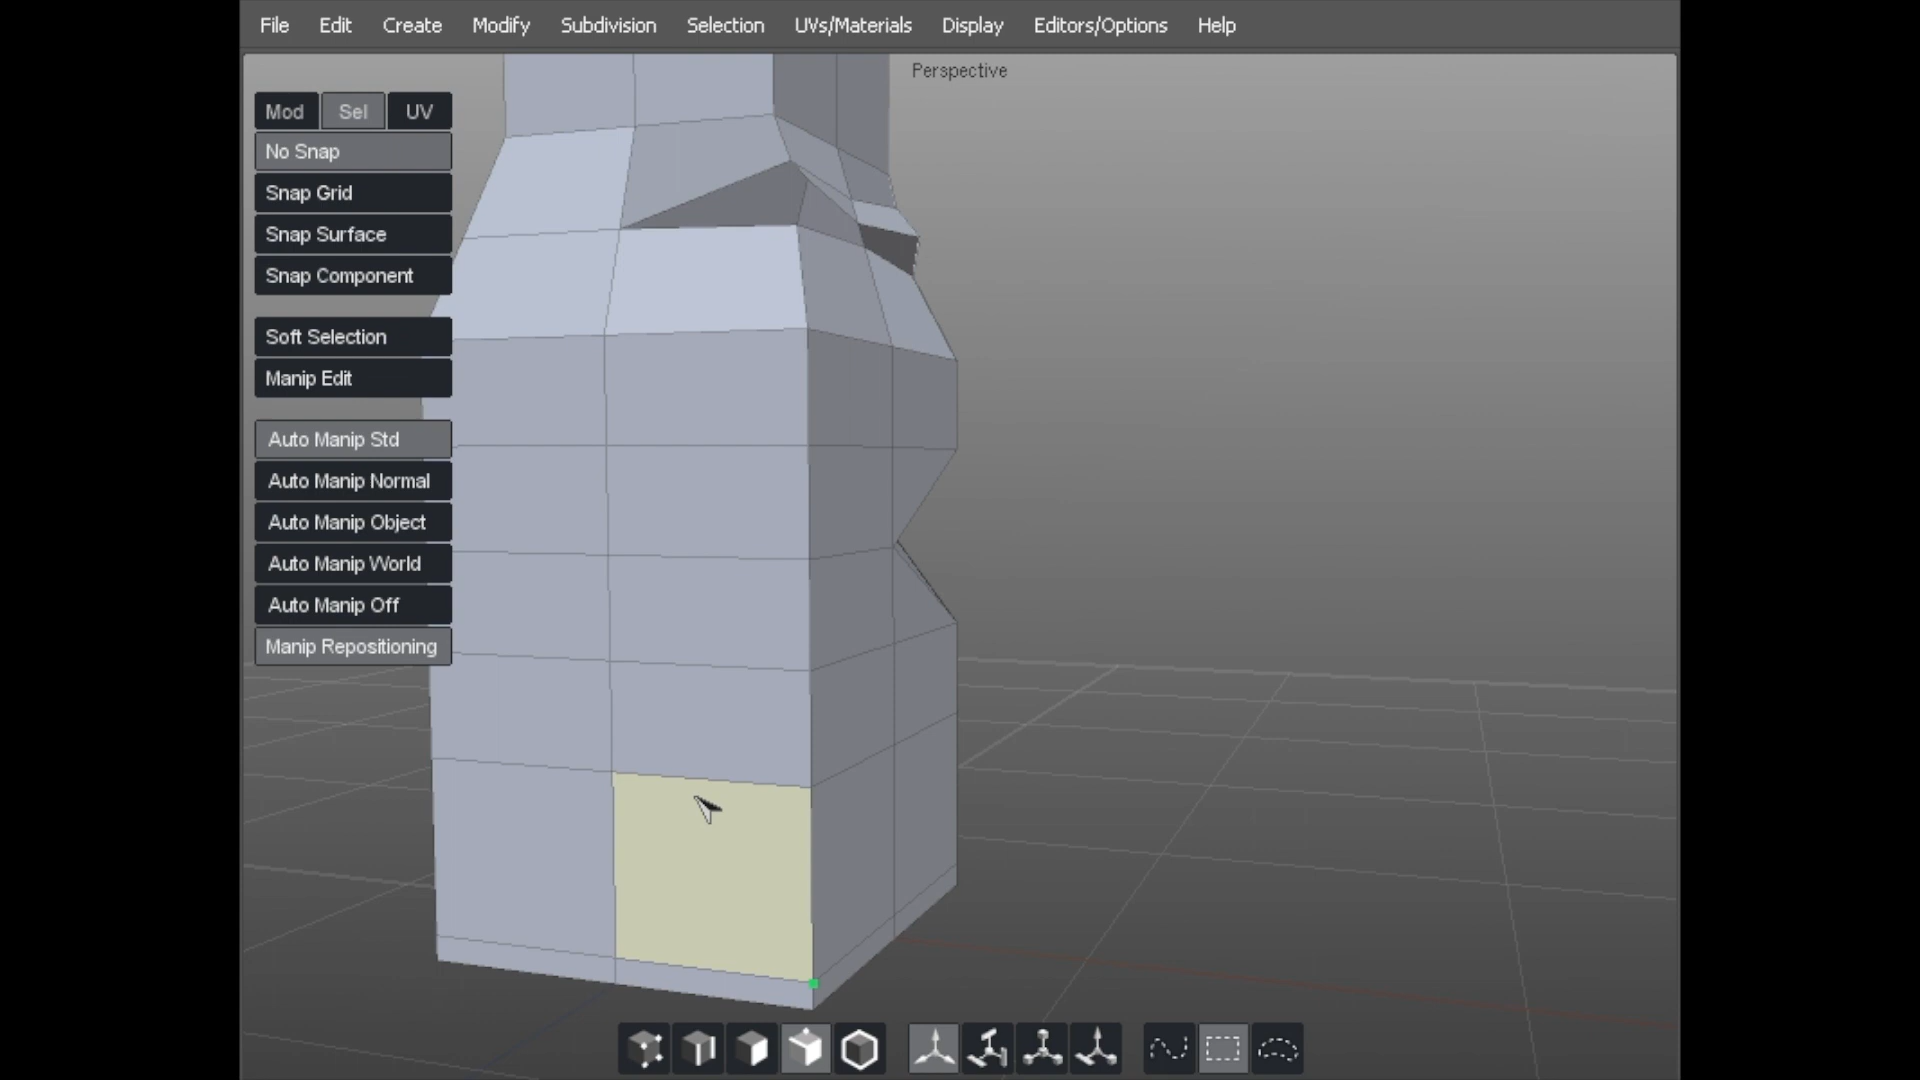 File Edit Create Modify Subdivision Selection UVs/Materials Display Editors/Options Help
Perspective
Mod Sel UV
No Snap
Snap Grid
Snap Surface
Snap Component
Soft Selection
Manip Edit
Auto Manip Std
Auto Manip Normal
Auto Manip Object
Auto Manip World
Auto Manip Off
Manip Repositioning